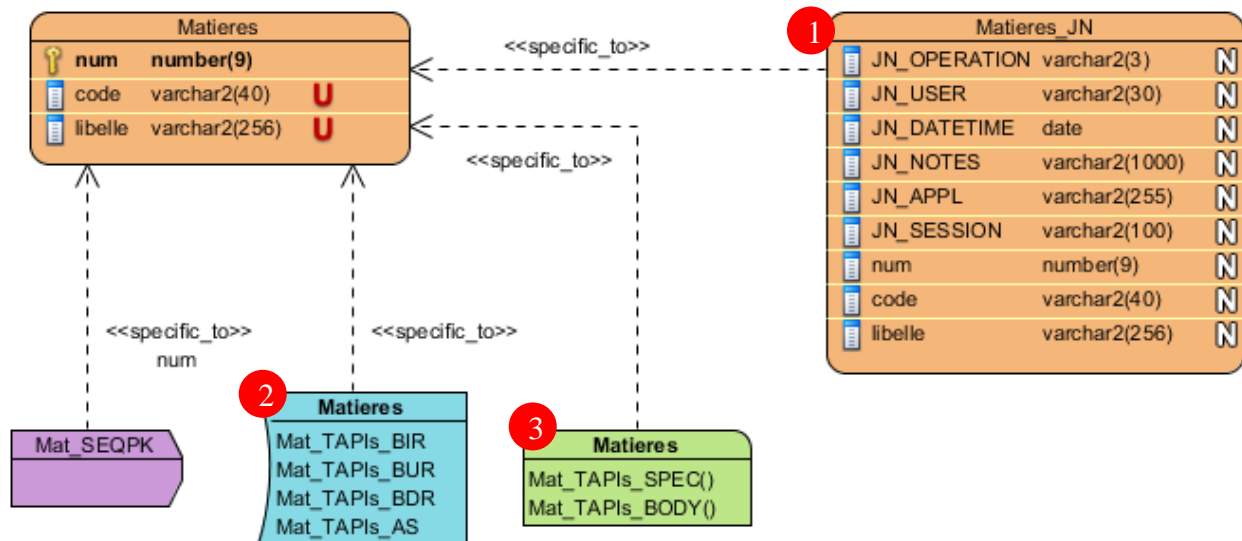 Matieres
num number(9)
code varchar2(40) U
libelle varchar2(256) U
<<specific_to>>
1
Matieres_JN
JN_OPERATION varchar2(3) N
JN_USER varchar2(30) N
JN_DATETIME date N
JN_NOTES varchar2(1000) N
JN_APPL varchar2(255) N
JN_SESSION varchar2(100) N
num number(9) N
code varchar2(40) N
libelle varchar2(256) N
<<specific_to>>
<<specific_to>>
num
<<specific_to>>
Mat_SEQPK
2
Matieres
Mat_TAPIs_BIR
Mat_TAPIs_BUR
Mat_TAPIs_BDR
Mat_TAPIs_AS
3
Matieres
Mat_TAPIs_SPEC()
Mat_TAPIs_BODY()